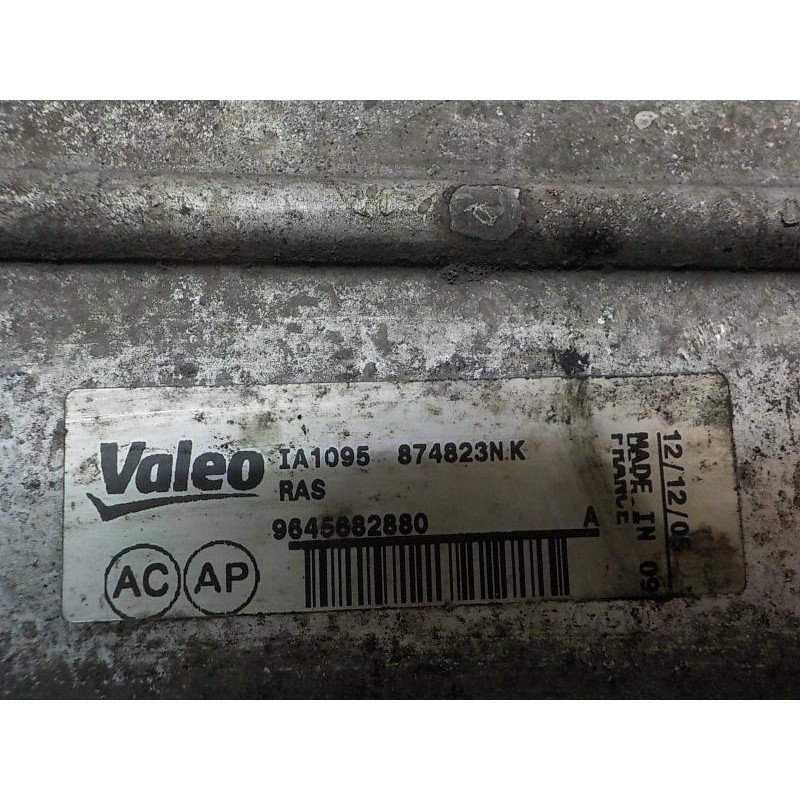 Valeo IA1095 874823N.K
RAS
9645682880 A
AC AP
12/12/05
MADE IN 09
FRANCE